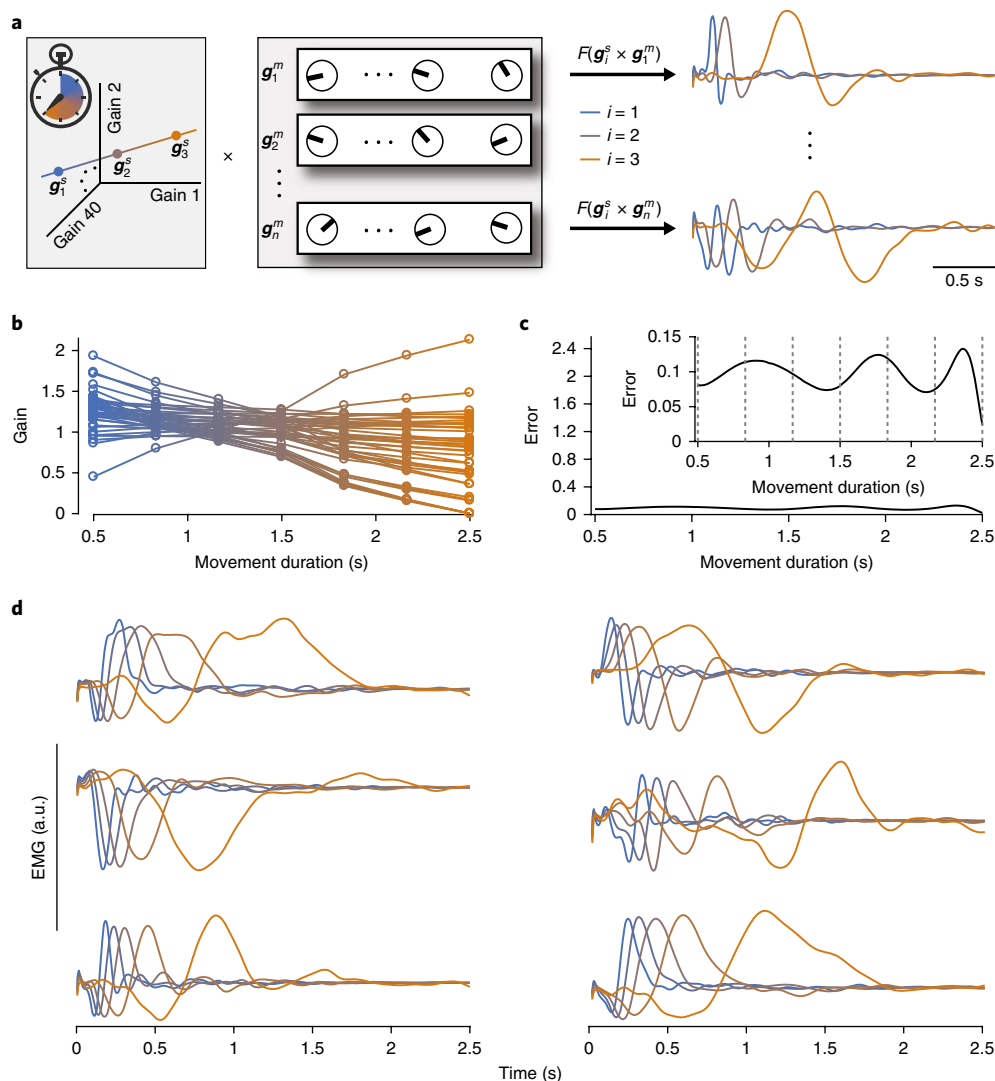 a
Gain 2
g₁ˢ
g₂ˢ
g₃ˢ
Gain 1
Gain 40
×
g₁ᵐ
g₂ᵐ
gₙᵐ
F(gᵢˢ × g₁ᵐ)
i = 1
i = 2
i = 3
F(gᵢˢ × gₙᵐ)
0.5 s
b
Gain
2
1.5
1
0.5
0
0.5 1 1.5 2 2.5
Movement duration (s)
c
Error
2.4
2
1.6
1.2
0.8
0.4
0
0.5 1 1.5 2 2.5
Movement duration (s)
Error
0.15
0.10
0.05
0
0.5 1 1.5 2 2.5
Movement duration (s)
d
EMG (a.u.)
0 0.5 1 1.5 2 2.5
0 0.5 1 1.5 2 2.5
Time (s)